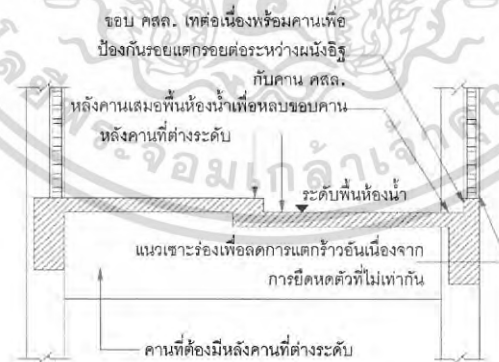 ขอบ คสล. เทต่อเนื่องพร้อมคานเพื่อ
ป้องกันรอยแตกรอยต่อระหว่างผนังอิฐ
กับคาน คสล.
หลังคานเสมอพื้นห้องน้ำเพื่อหลบขอบคาน
หลังคานที่ต่างระดับ
ระดับพื้นห้องน้ำ
แนวเซาะร่องเพื่อลดการแตกร้าวอันเนื่องจาก
การยืดหดตัวที่ไม่เท่ากัน
คานที่ต้องมีหลังคานที่ต่างระดับ